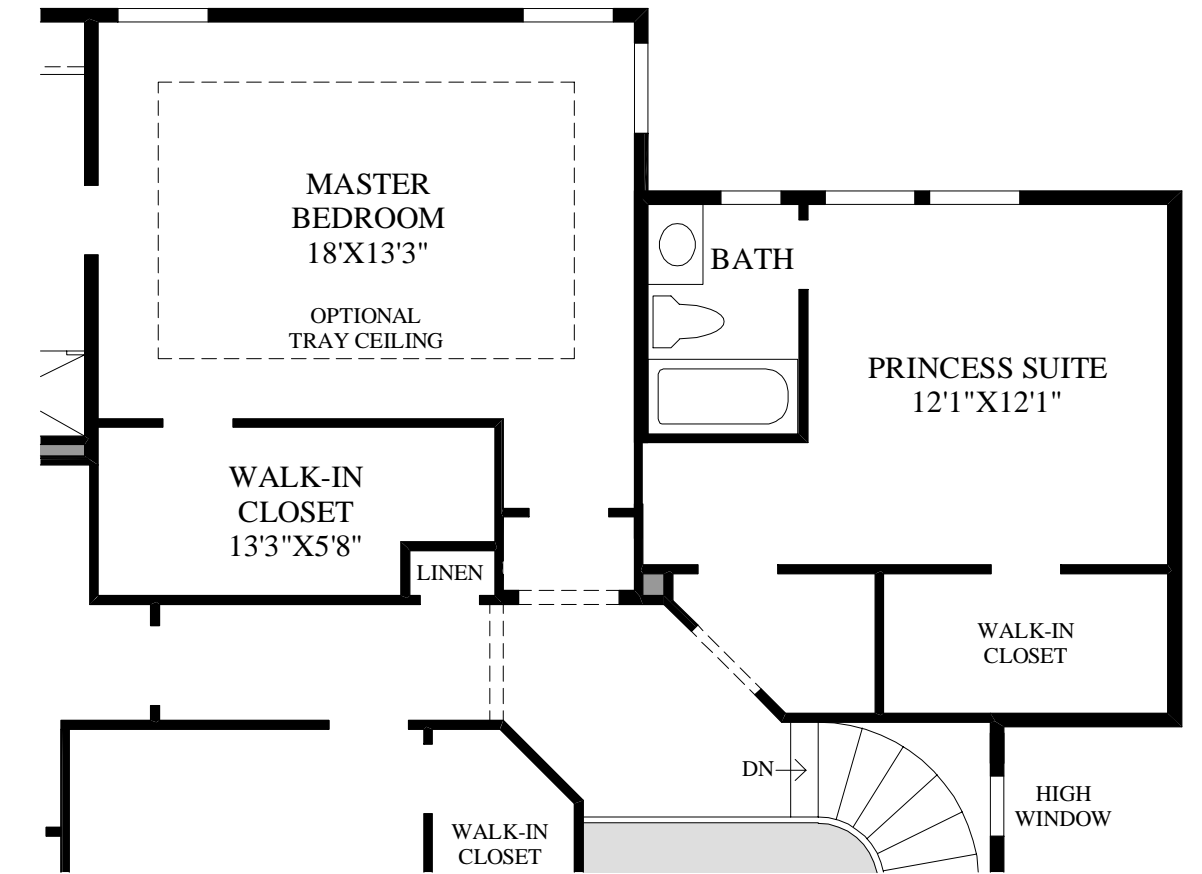 MASTER
BEDROOM
18'X13'3"
OPTIONAL
TRAY CEILING
BATH
PRINCESS SUITE
12'1"X12'1"
WALK-IN
CLOSET
13'3"X5'8"
LINEN
WALK-IN
CLOSET
DN
HIGH
WINDOW
WALK-IN
CLOSET